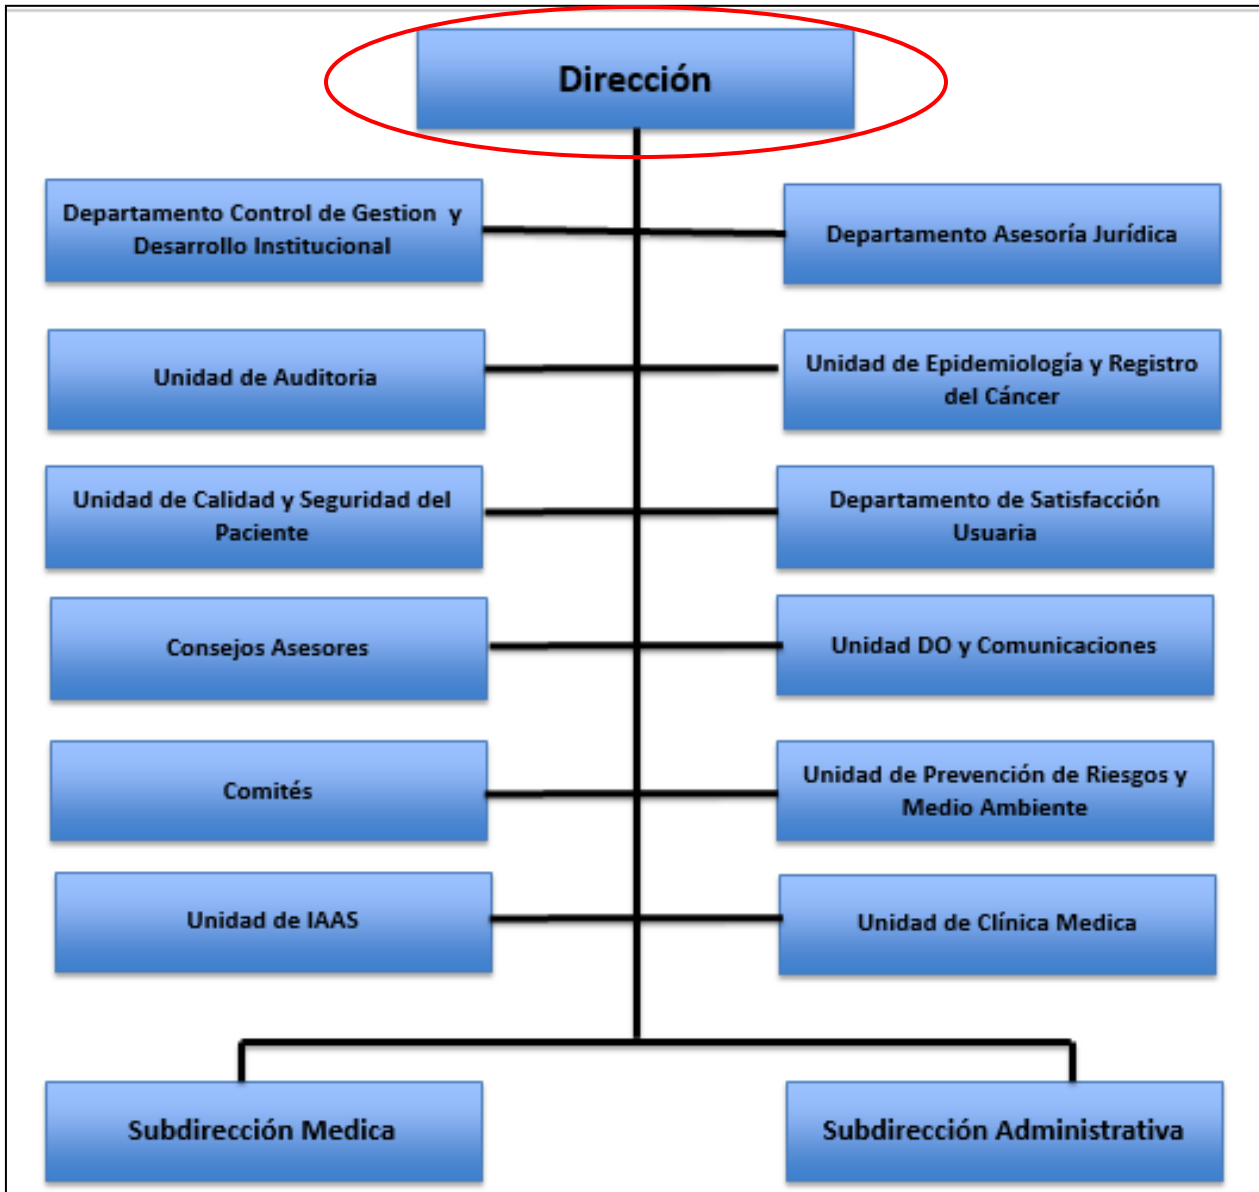 Dirección
Departamento Control de Gestion y
Desarrollo Institucional
Departamento Asesoría Jurídica
Unidad de Auditoria
Unidad de Epidemiología y Registro
del Cáncer
Unidad de Calidad y Seguridad del
Paciente
Departamento de Satisfacción
Usuaria
Consejos Asesores
Unidad DO y Comunicaciones
Comités
Unidad de Prevención de Riesgos y
Medio Ambiente
Unidad de IAAS
Unidad de Clínica Medica
Subdirección Medica
Subdirección Administrativa